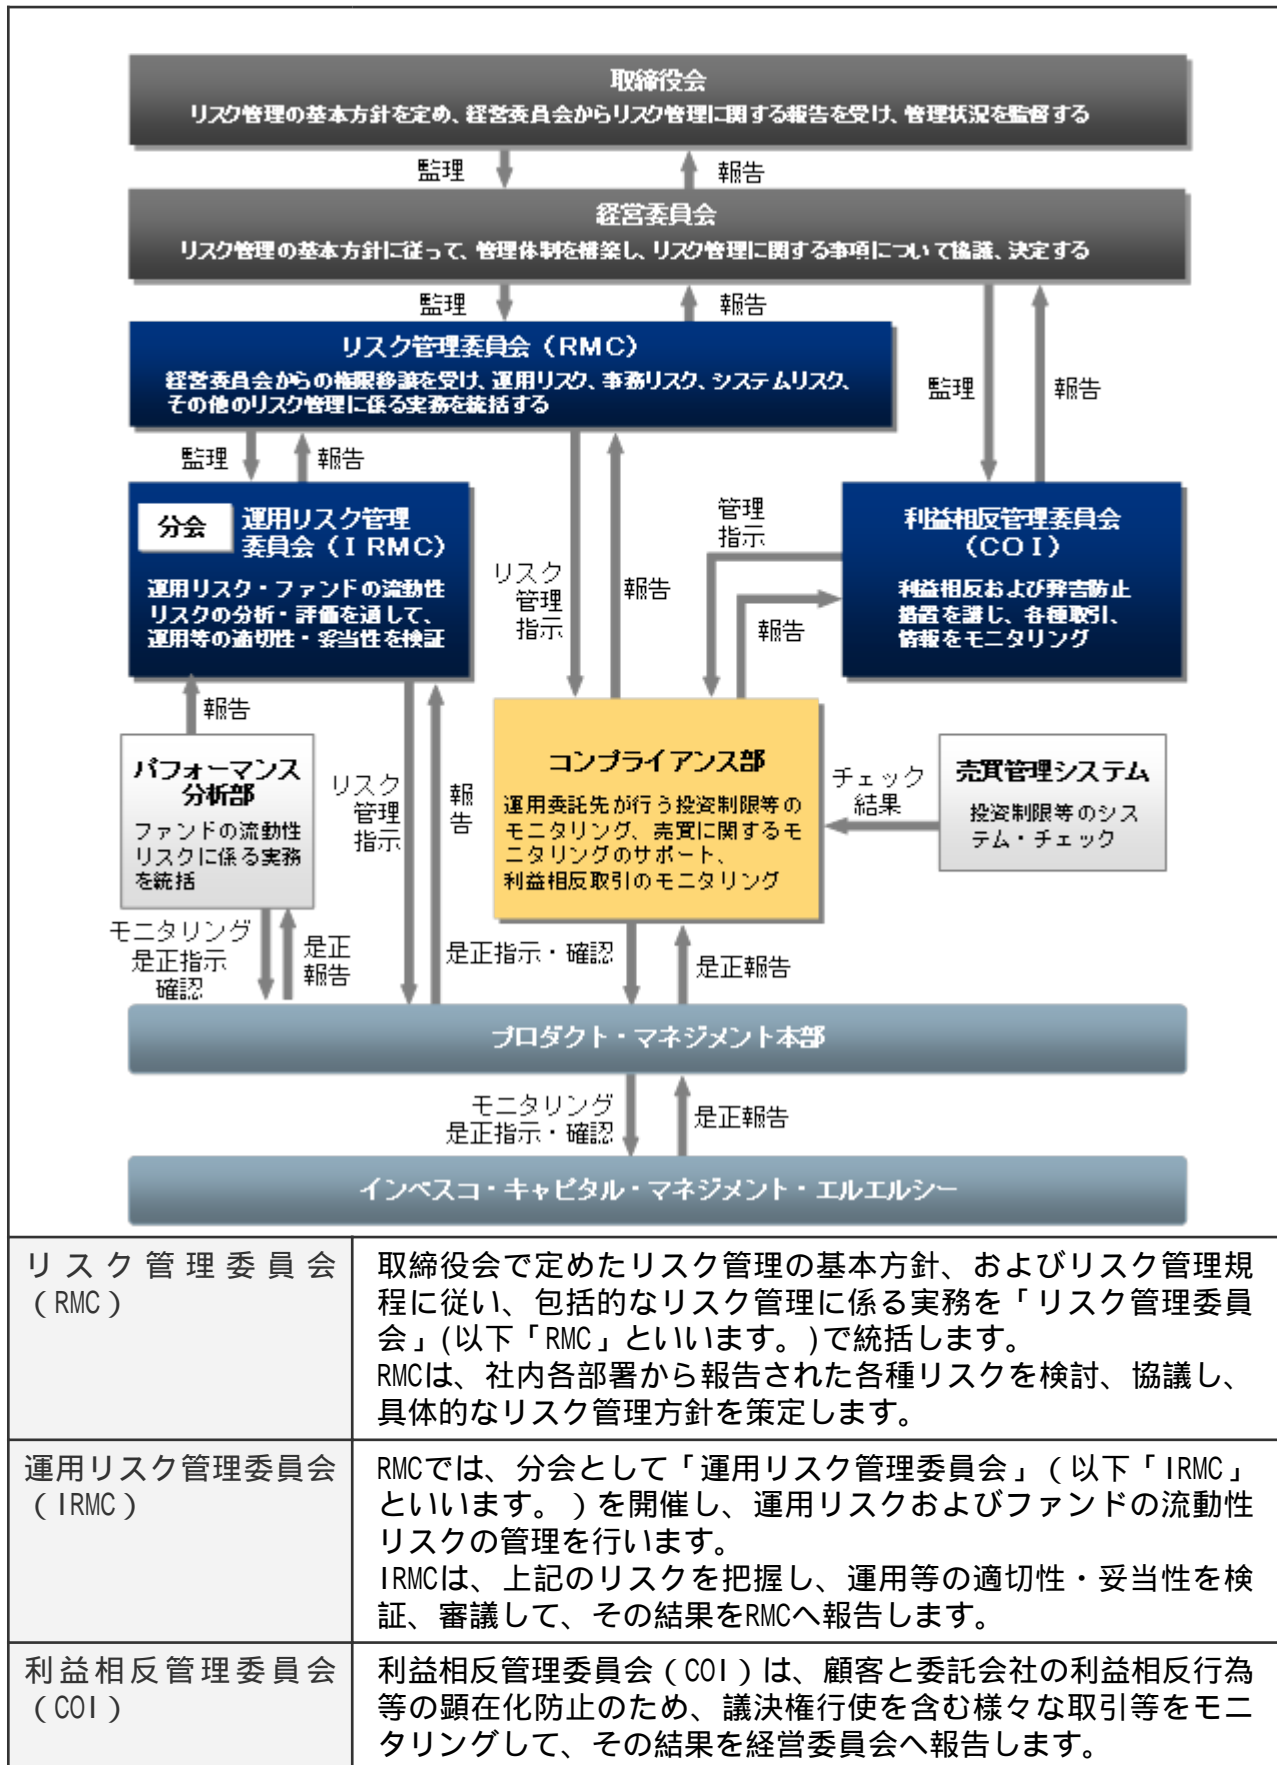 取締役会
リスク管理の基本方針を定め、経営委員会からリスク管理に関する報告を受け、管理状況を監督する
監理
報告
経営委員会
リスク管理の基本方針に従って、管理体制を構築し、リスク管理に関する事項について協議、決定する
監理
報告
リスク管理委員会（RMC）
経営委員会からの権限移譲を受け、運用リスク、事務リスク、システムリスク、
その他のリスク管理に係る実務を統括する
監理
報告
監理
報告
分会
運用リスク管理
委員会（IRMC）
運用リスク・ファンドの流動性
リスクの分析・評価を通して、
運用等の適切性・妥当性を検証
リスク
管理
指示
報告
管理
指示
報告
利益相反管理委員会
（COI）
利益相反および弊害防止
措置を講じ、各種取引、
情報をモニタリング
報告
パフォーマンス
分析部
ファンドの流動性
リスクに係る実務
を統括
リスク
管理
指示
報
告
コンプライアンス部
運用委託先が行う投資制限等の
モニタリング、売買に関するモ
ニタリングのサポート、
利益相反取引のモニタリング
チェック
結果
売買管理システム
投資制限等のシス
テム・チェック
モニタリング
是正指示
確認
是正
報告
是正指示・確認
是正報告
プロダクト・マネジメント本部
モニタリング
是正指示・確認
是正報告
インベスコ・キャピタル・マネジメント・エルエルシー
リスク管理委員会
（RMC）
取締役会で定めたリスク管理の基本方針、およびリスク管理規
程に従い、包括的なリスク管理に係る実務を「リスク管理委員
会」(以下「RMC」といいます。)で統括します。
RMCは、社内各部署から報告された各種リスクを検討、協議し、
具体的なリスク管理方針を策定します。
運用リスク管理委員会
（IRMC）
RMCでは、分会として「運用リスク管理委員会」（以下「IRMC」
といいます。）を開催し、運用リスクおよびファンドの流動性
リスクの管理を行います。
IRMCは、上記のリスクを把握し、運用等の適切性・妥当性を検
証、審議して、その結果をRMCへ報告します。
利益相反管理委員会
（COI）
利益相反管理委員会（COI）は、顧客と委託会社の利益相反行為
等の顕在化防止のため、議決権行使を含む様々な取引等をモニ
タリングして、その結果を経営委員会へ報告します。